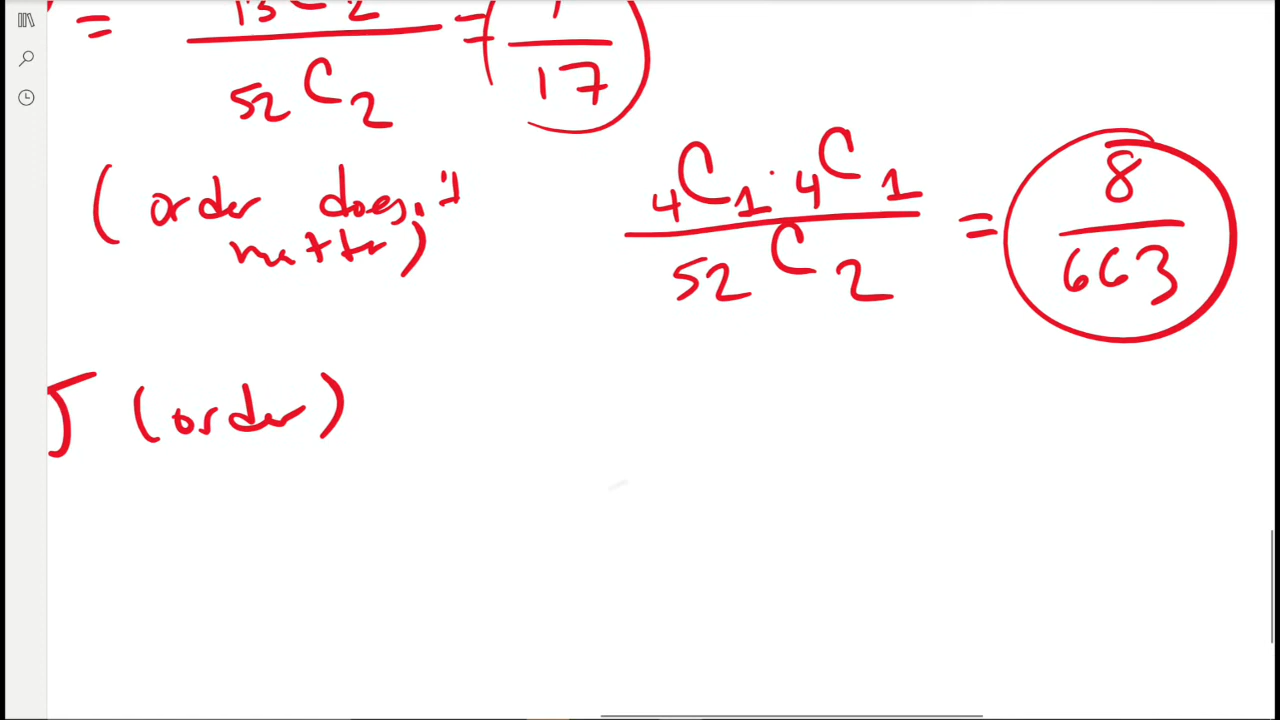 = 13C2 / 52C2 = 1 / 17
(order doesn't matter)
4C1 · 4C1 / 52C2 = 8 / 663
J (order)